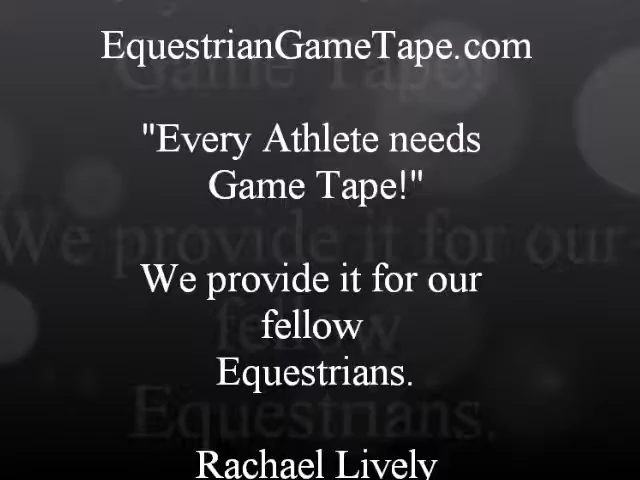 EquestrianGameTape.com
"Every Athlete needs
Game Tape!"
We provide it for our
fellow
Equestrians.
Rachael Lively